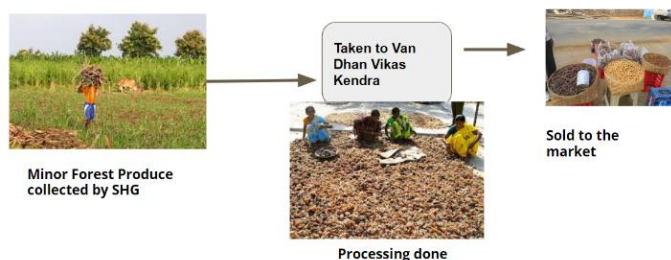 Minor Forest Produce
collected by SHG
Taken to Van
Dhan Vikas
Kendra
Processing done
Sold to the
market